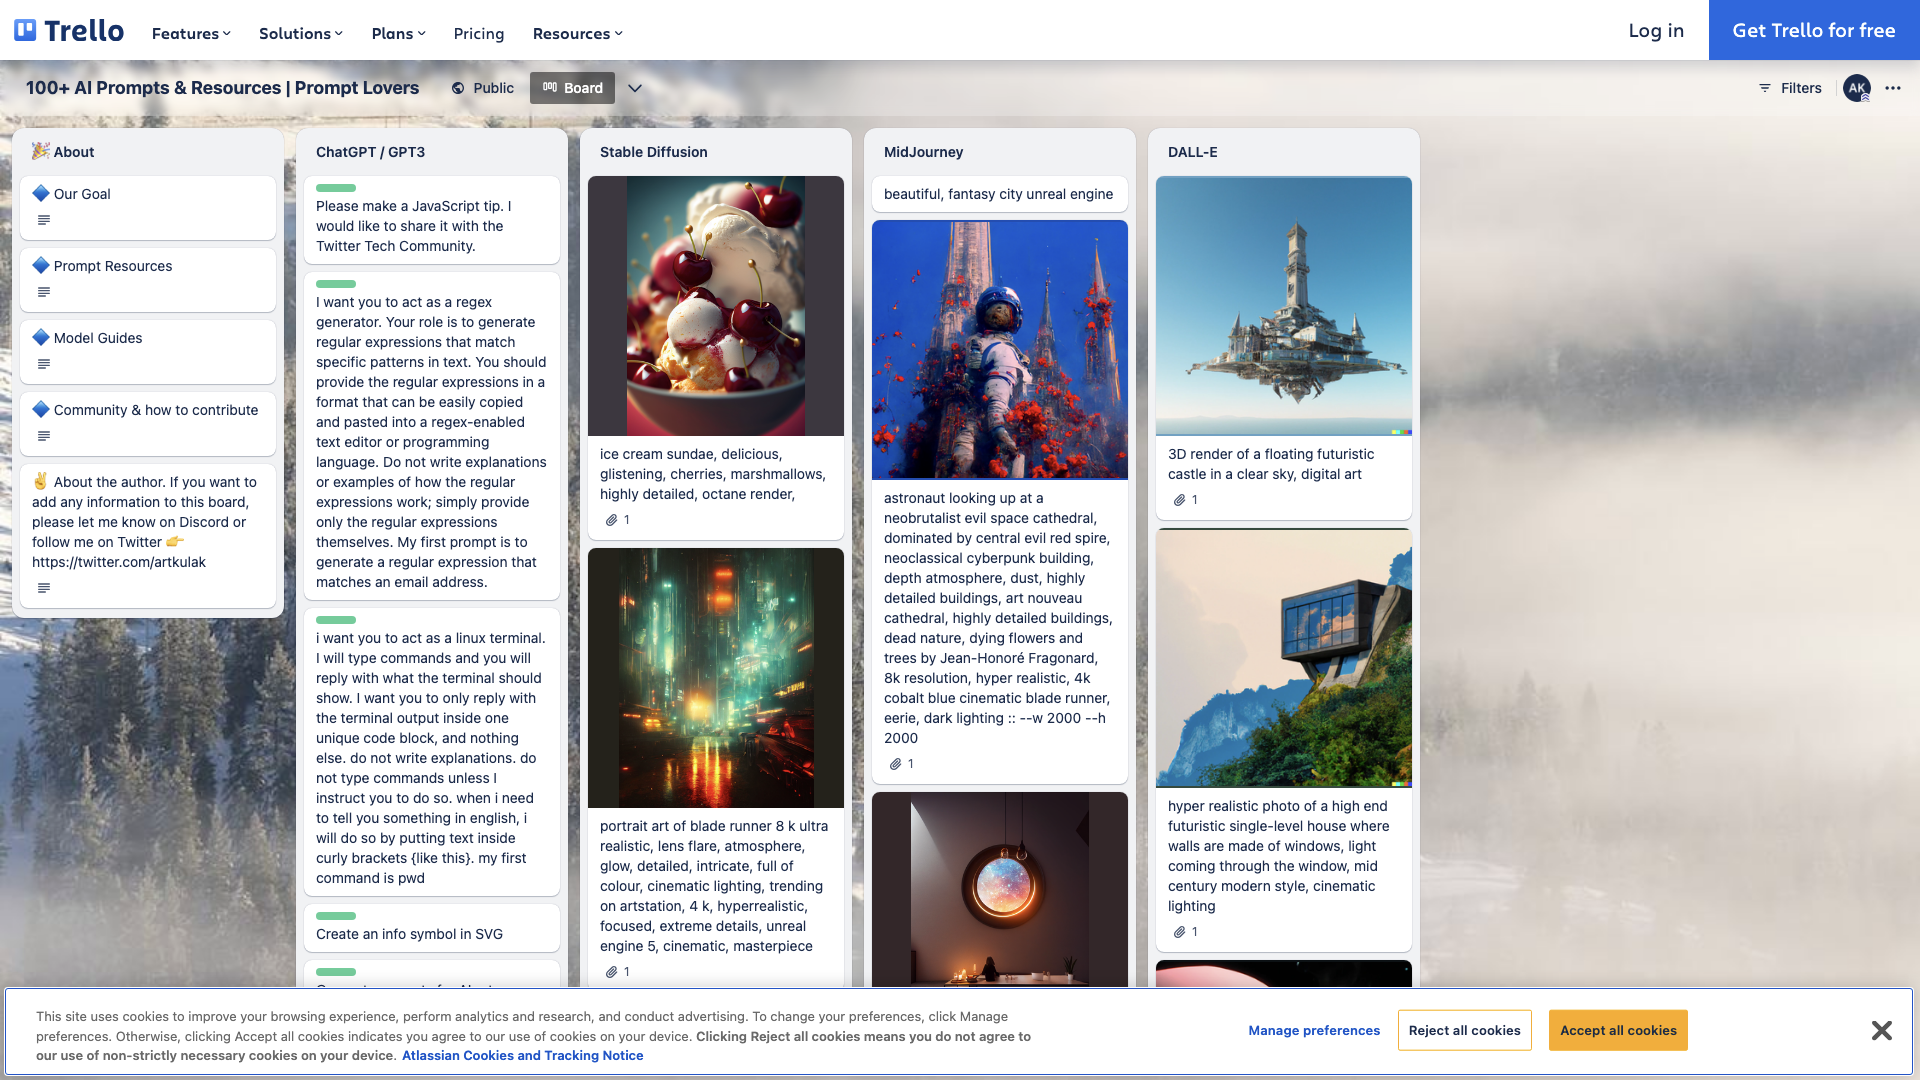 Trello
Features
Solutions
Plans
Pricing
Resources
Log in
Get Trello for free
100+ AI Prompts & Resources | Prompt Lovers
Public
Board
Filters
AK
About
Our Goal
Prompt Resources
Model Guides
Community & how to contribute
About the author. If you want to
add any information to this board,
please let me know on Discord or
follow me on Twitter
https://twitter.com/artkulak
ChatGPT / GPT3
Please make a JavaScript tip. I
would like to share it with the
Twitter Tech Community.
I want you to act as a regex
generator. Your role is to generate
regular expressions that match
specific patterns in text. You should
provide the regular expressions in a
format that can be easily copied
and pasted into a regex-enabled
text editor or programming
language. Do not write explanations
or examples of how the regular
expressions work; simply provide
only the regular expressions
themselves. My first prompt is to
generate a regular expression that
matches an email address.
i want you to act as a linux terminal.
I will type commands and you will
reply with what the terminal should
show. I want you to only reply with
the terminal output inside one
unique code block, and nothing
else. do not write explanations. do
not type commands unless I
instruct you to do so. when i need
to tell you something in english, i
will do so by putting text inside
curly brackets {like this}. my first
command is pwd
Create an info symbol in SVG
Stable Diffusion
ice cream sundae, delicious,
glistening, cherries, marshmallows,
highly detailed, octane render,
1
portrait art of blade runner 8 k ultra
realistic, lens flare, atmosphere,
glow, detailed, intricate, full of
colour, cinematic lighting, trending
on artstation, 4 k, hyperrealistic,
focused, extreme details, unreal
engine 5, cinematic, masterpiece
1
MidJourney
beautiful, fantasy city unreal engine
astronaut looking up at a
neobrutalist evil space cathedral,
dominated by central evil red spire,
neoclassical cyberpunk building,
depth atmosphere, dust, highly
detailed buildings, art nouveau
cathedral, highly detailed buildings,
dead nature, dying flowers and
trees by Jean-Honoré Fragonard,
8k resolution, hyper realistic, 4k
cobalt blue cinematic blade runner,
eerie, dark lighting :: --w 2000 --h
2000
1
DALL-E
3D render of a floating futuristic
castle in a clear sky, digital art
1
hyper realistic photo of a high end
futuristic single-level house where
walls are made of windows, light
coming through the window, mid
century modern style, cinematic
lighting
1
This site uses cookies to improve your browsing experience, perform analytics and research, and conduct advertising. To change your preferences, click Manage
preferences. Otherwise, clicking Accept all cookies indicates you agree to our use of cookies on your device. Clicking Reject all cookies means you do not agree to
our use of non-strictly necessary cookies on your device. Atlassian Cookies and Tracking Notice
Manage preferences
Reject all cookies
Accept all cookies